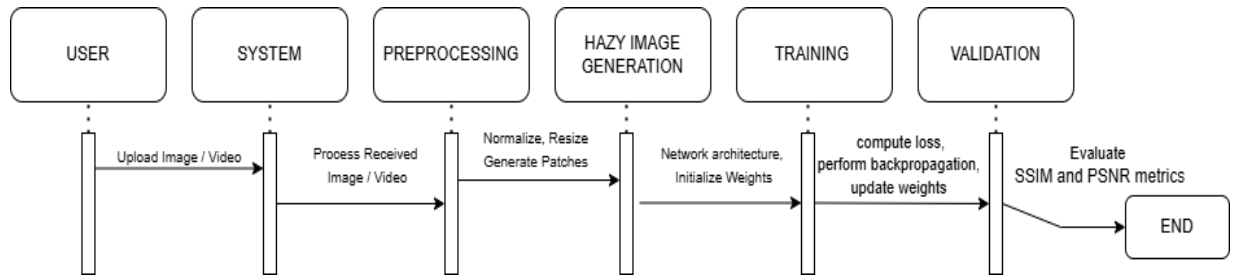 USER
SYSTEM
PREPROCESSING
HAZY IMAGE
GENERATION
TRAINING
VALIDATION
Upload Image / Video
Process Received
Image / Video
Normalize, Resize
Generate Patches
Network architecture,
Initialize Weights
compute loss,
perform backpropagation,
update weights
Evaluate
SSIM and PSNR metrics
END